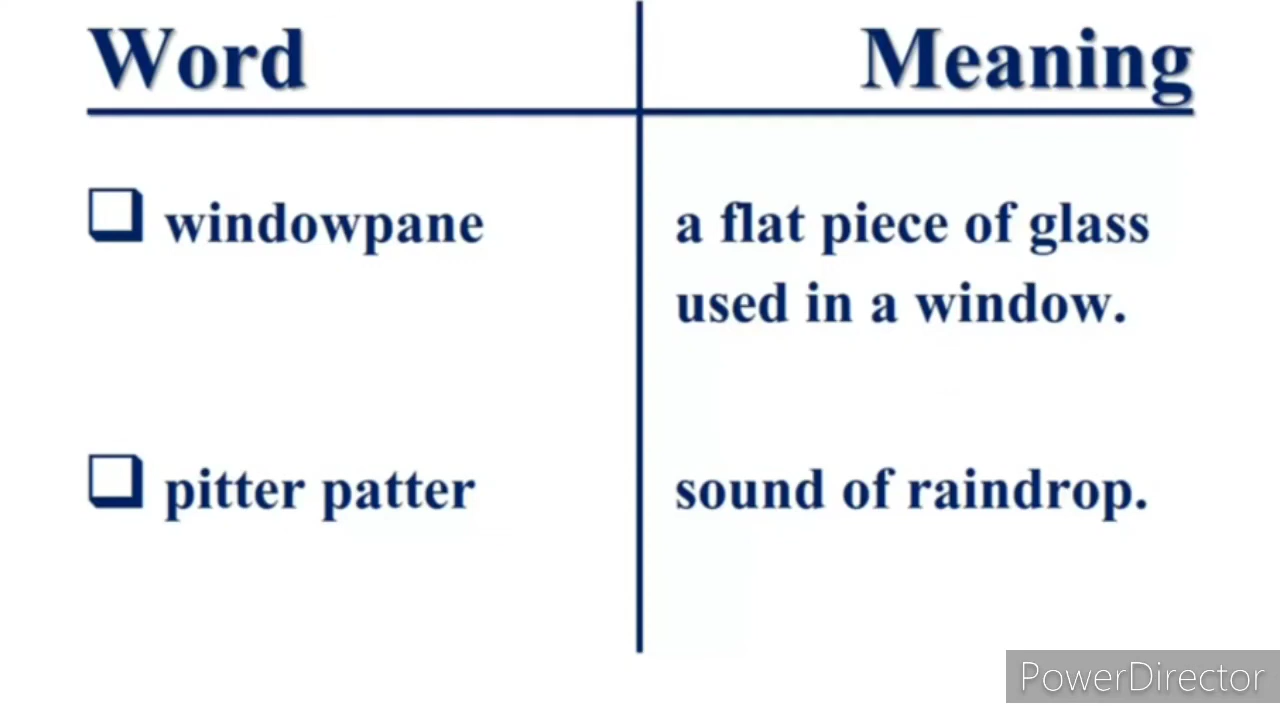 Word Meaning
❑ windowpane a flat piece of glass
used in a window.
❑ pitter patter sound of raindrop.
PowerDirector